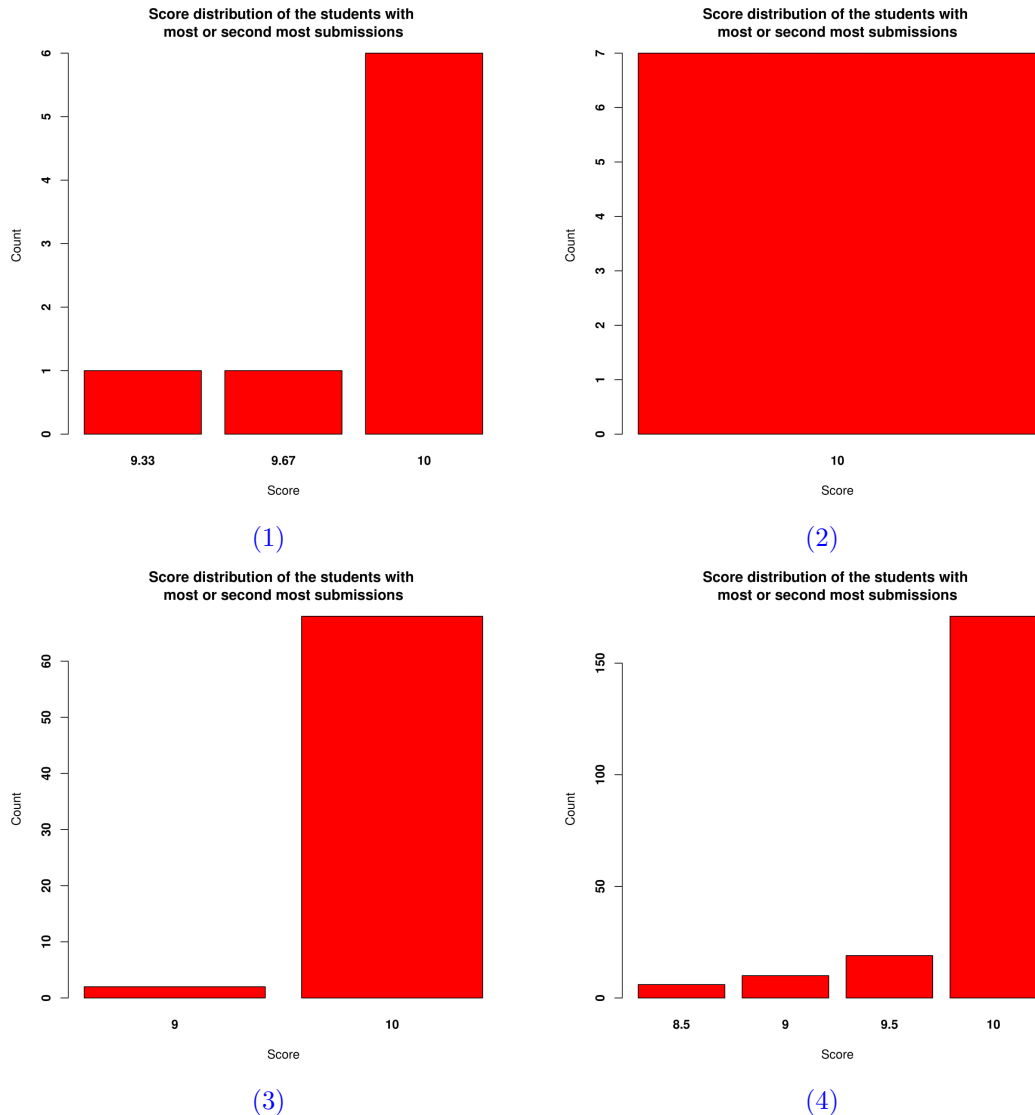 Score distribution of the students with
most or second most submissions
6
5
4
3
2
1
0
Count
9.33 9.67 10
Score
(1)
Score distribution of the students with
most or second most submissions
7
6
5
4
3
2
1
0
Count
10
Score
(2)
Score distribution of the students with
most or second most submissions
60
50
40
30
20
10
0
Count
9 10
Score
(3)
Score distribution of the students with
most or second most submissions
150
100
50
0
Count
8.5 9 9.5 10
Score
(4)